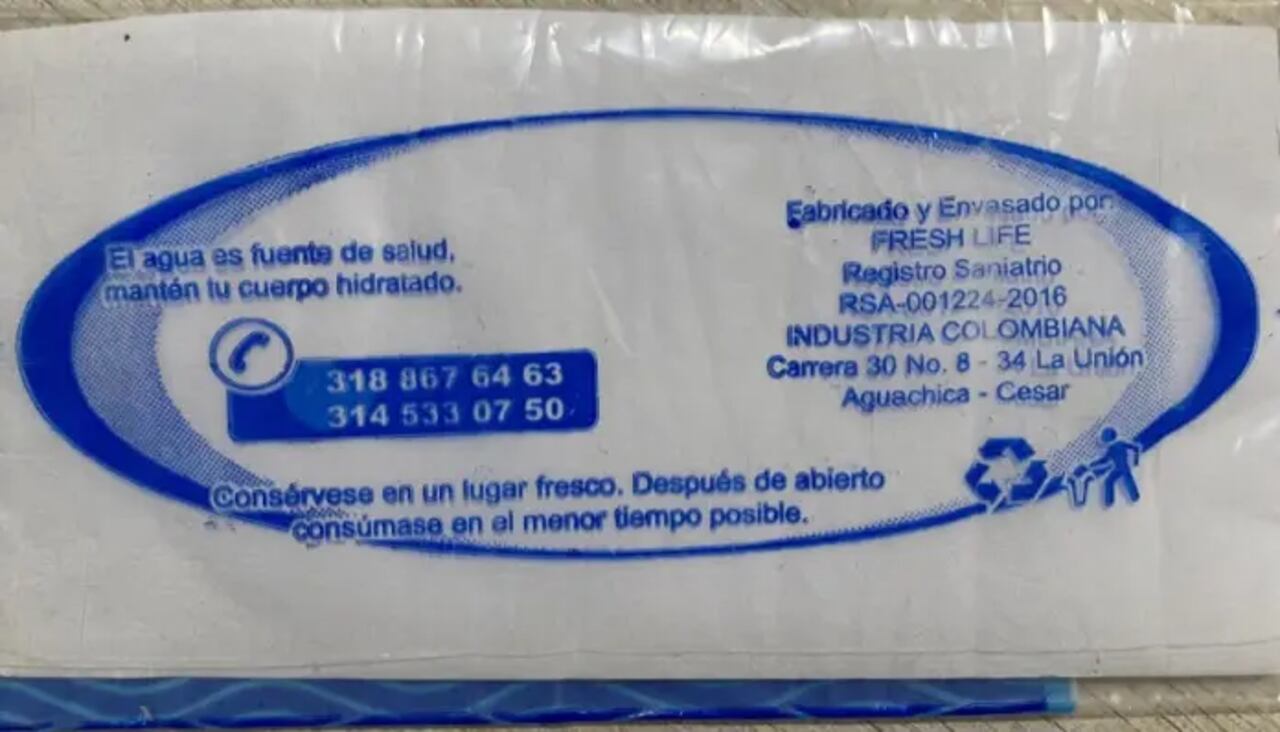 El agua es fuente de salud,
mantén tu cuerpo hidratado.
318 867 64 63
314 533 07 50
Fabricado y Envasado por:
FRESH LIFE
Registro Saniatrio
RSA-001224-2016
INDUSTRIA COLOMBIANA
Carrera 30 No. 8 - 34 La Unión
Aguachica - Cesar
Consérvese en un lugar fresco. Después de abierto
consúmase en el menor tiempo posible.